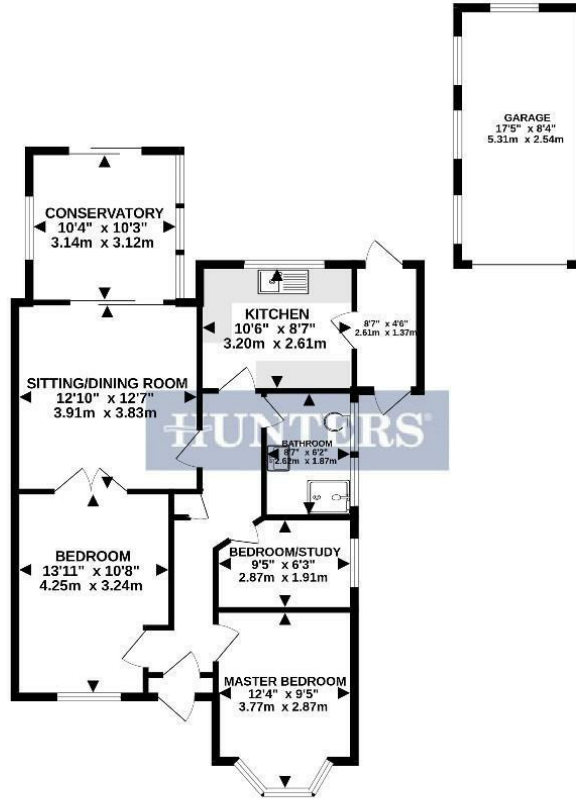 GARAGE
17'5" x 8'4"
5.31m x 2.54m
CONSERVATORY
10'4" x 10'3"
3.14m x 3.12m
KITCHEN
10'6" x 8'7"
3.20m x 2.61m
8'7" x 4'6"
2.61m x 1.37m
SITTING/DINING ROOM
12'10" x 12'7"
3.91m x 3.83m
HUNTERS®
BATHROOM
8'7" x 6'2"
2.62m x 1.87m
BEDROOM
13'11" x 10'8"
4.25m x 3.24m
BEDROOM/STUDY
9'5" x 6'3"
2.87m x 1.91m
MASTER BEDROOM
12'4" x 9'5"
3.77m x 2.87m